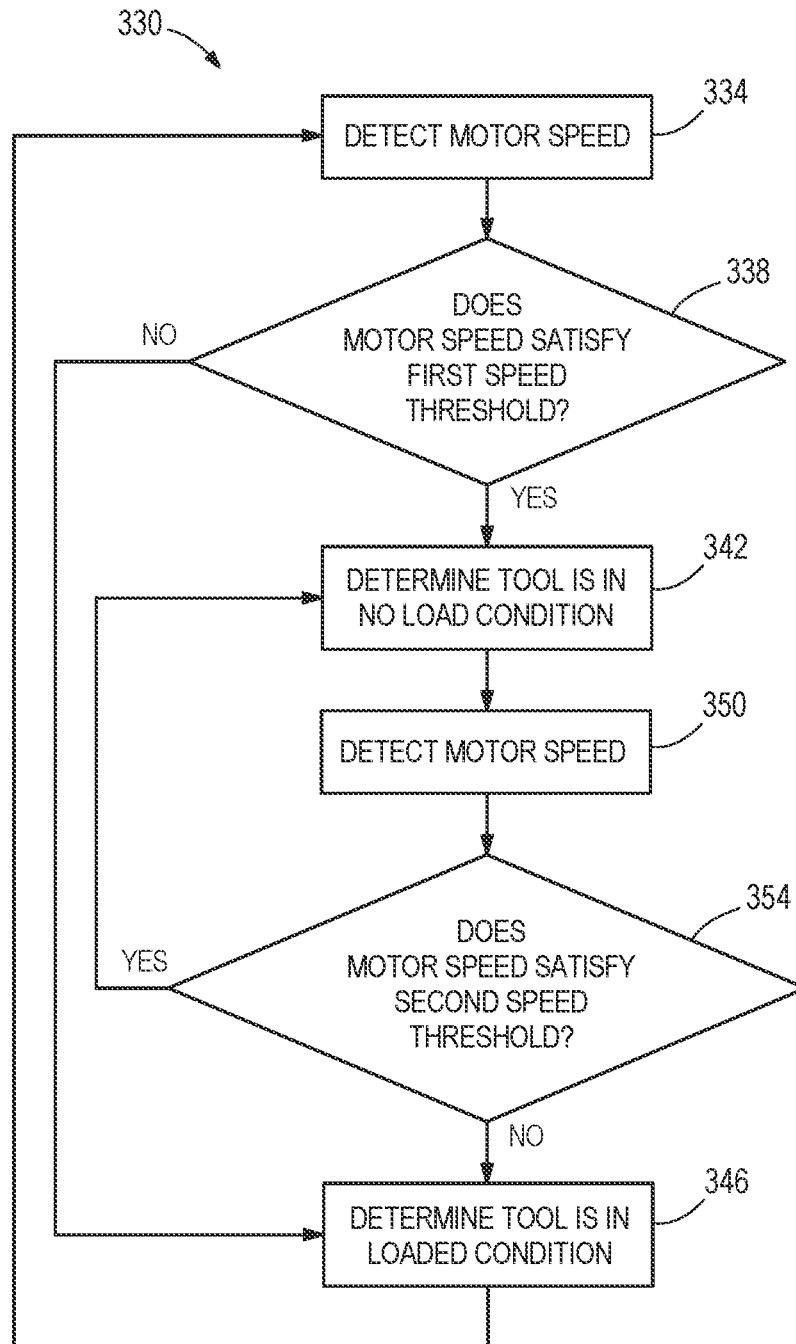 330
334
DETECT MOTOR SPEED
338
DOES
MOTOR SPEED SATISFY
FIRST SPEED
THRESHOLD?
NO
YES
342
DETERMINE TOOL IS IN
NO LOAD CONDITION
350
DETECT MOTOR SPEED
354
DOES
MOTOR SPEED SATISFY
SECOND SPEED
THRESHOLD?
YES
NO
346
DETERMINE TOOL IS IN
LOADED CONDITION